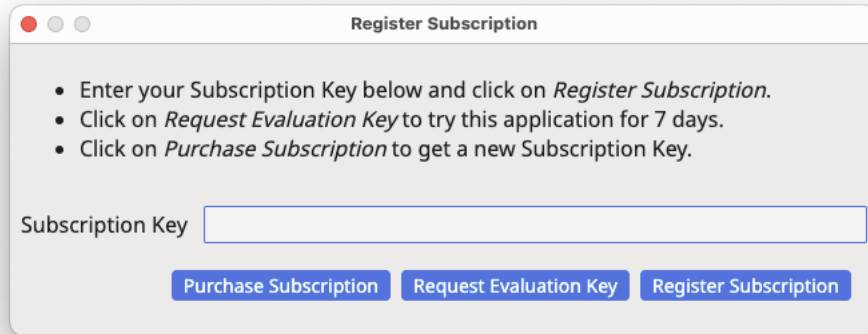 Register Subscription
• Enter your Subscription Key below and click on Register Subscription.
• Click on Request Evaluation Key to try this application for 7 days.
• Click on Purchase Subscription to get a new Subscription Key.
Subscription Key
Purchase Subscription Request Evaluation Key Register Subscription